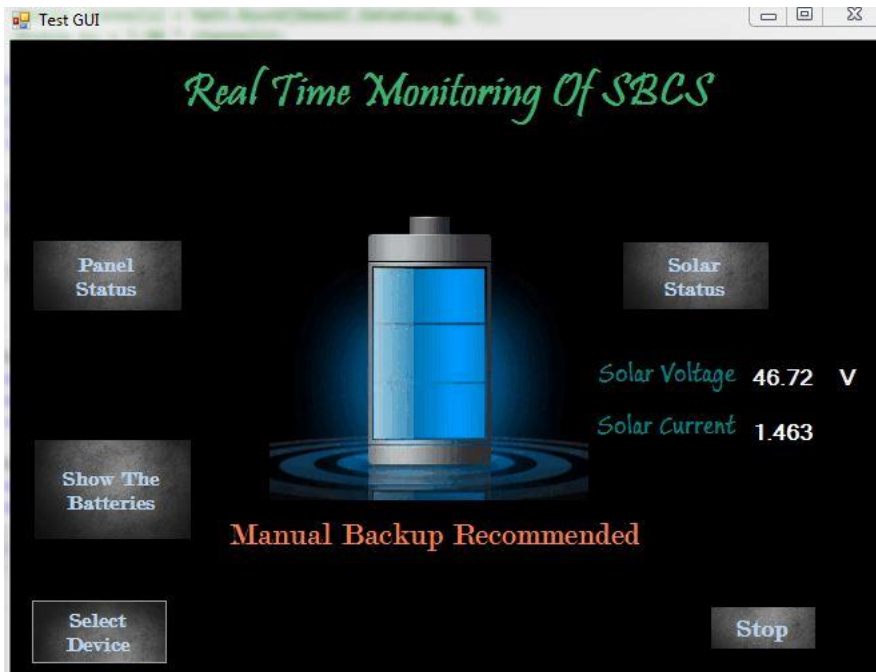 Test GUI
Real Time Monitoring Of SBCS
Panel
Status
Solar
Status
Solar Voltage 46.72 V
Solar Current 1.463
Show The
Batteries
Manual Backup Recommended
Select
Device
Stop